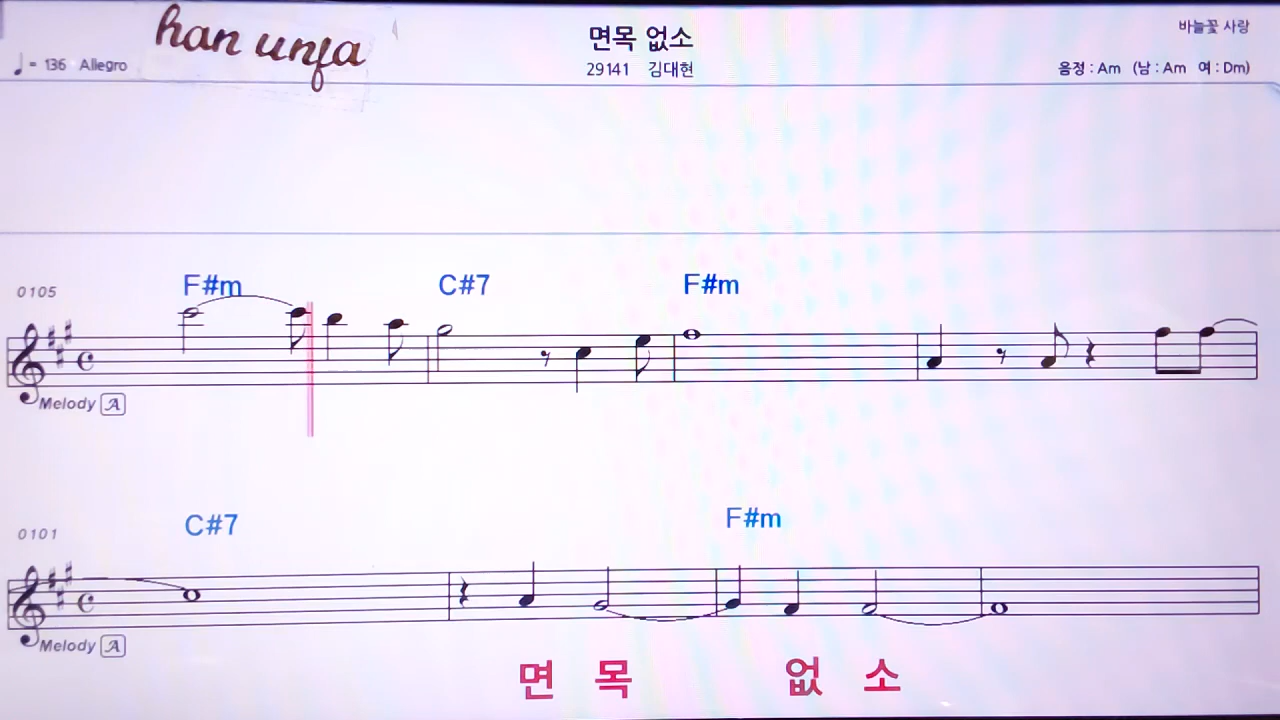 han unja
면목 없소
바늘꽃 사랑
♩= 136 Allegro
29141 김대현
음정 : Am (남 : Am 여 : Dm)
F#m C#7 F#m
0105
Melody A
C#7 F#m
0101
Melody A
면 목 없 소